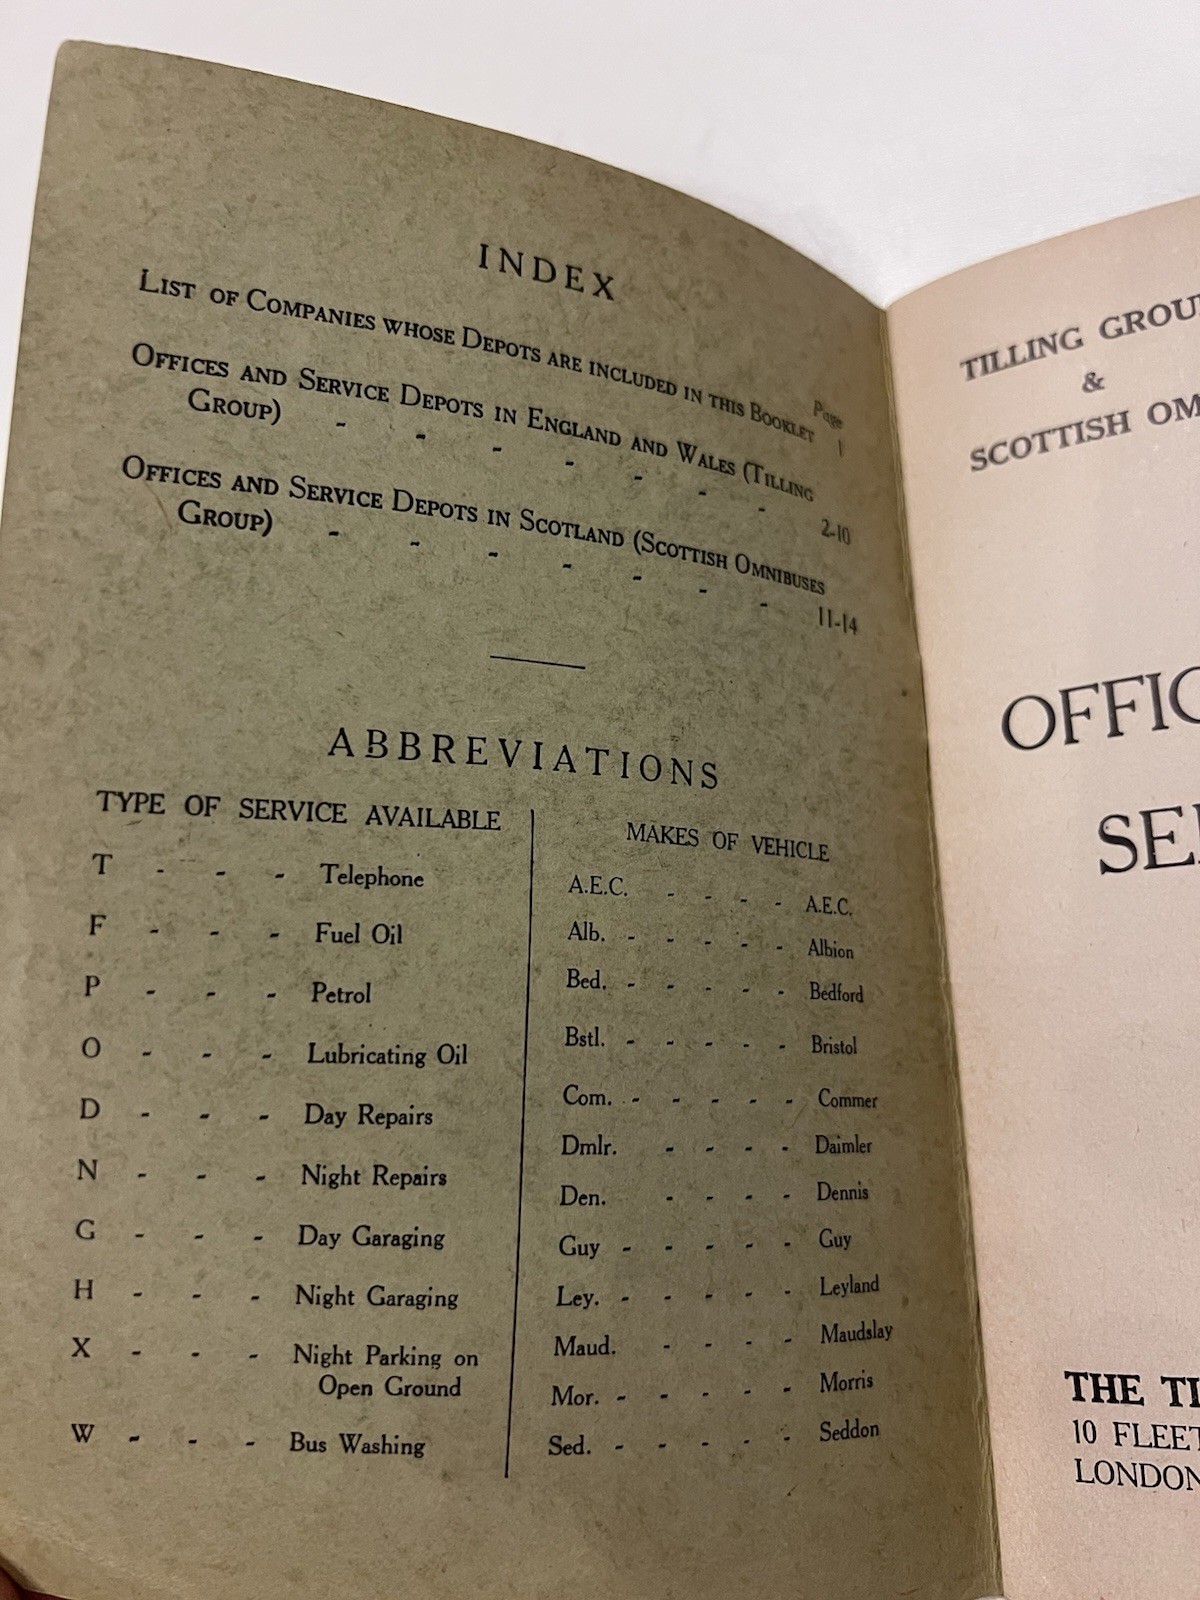 INDEX
Page
LIST OF COMPANIES WHOSE DEPOTS ARE INCLUDED IN THIS BOOKLET 1
OFFICES AND SERVICE DEPOTS IN ENGLAND AND WALES (TILLING
GROUP) - - - - - - - 2-10
OFFICES AND SERVICE DEPOTS IN SCOTLAND (SCOTTISH OMNIBUSES
GROUP) - - - - - - - 11-14
ABBREVIATIONS
TYPE OF SERVICE AVAILABLE
T - - - Telephone
F - - - Fuel Oil
P - - - Petrol
O - - - Lubricating Oil
D - - - Day Repairs
N - - - Night Repairs
G - - - Day Garaging
H - - - Night Garaging
X - - - Night Parking on
Open Ground
W - - - Bus Washing
MAKES OF VEHICLE
A.E.C. - - - - A.E.C.
Alb. - - - - - Albion
Bed. - - - - - Bedford
Bstl. - - - - - Bristol
Com. - - - - - Commer
Dmlr. - - - - Daimler
Den. - - - - Dennis
Guy - - - - - Guy
Ley. - - - - - Leyland
Maud. - - - - Maudslay
Mor. - - - - - Morris
Sed. - - - - - Seddon
TILLING GROU
&
SCOTTISH OM
OFFIC
SE
THE TI
10 FLEET
LONDON